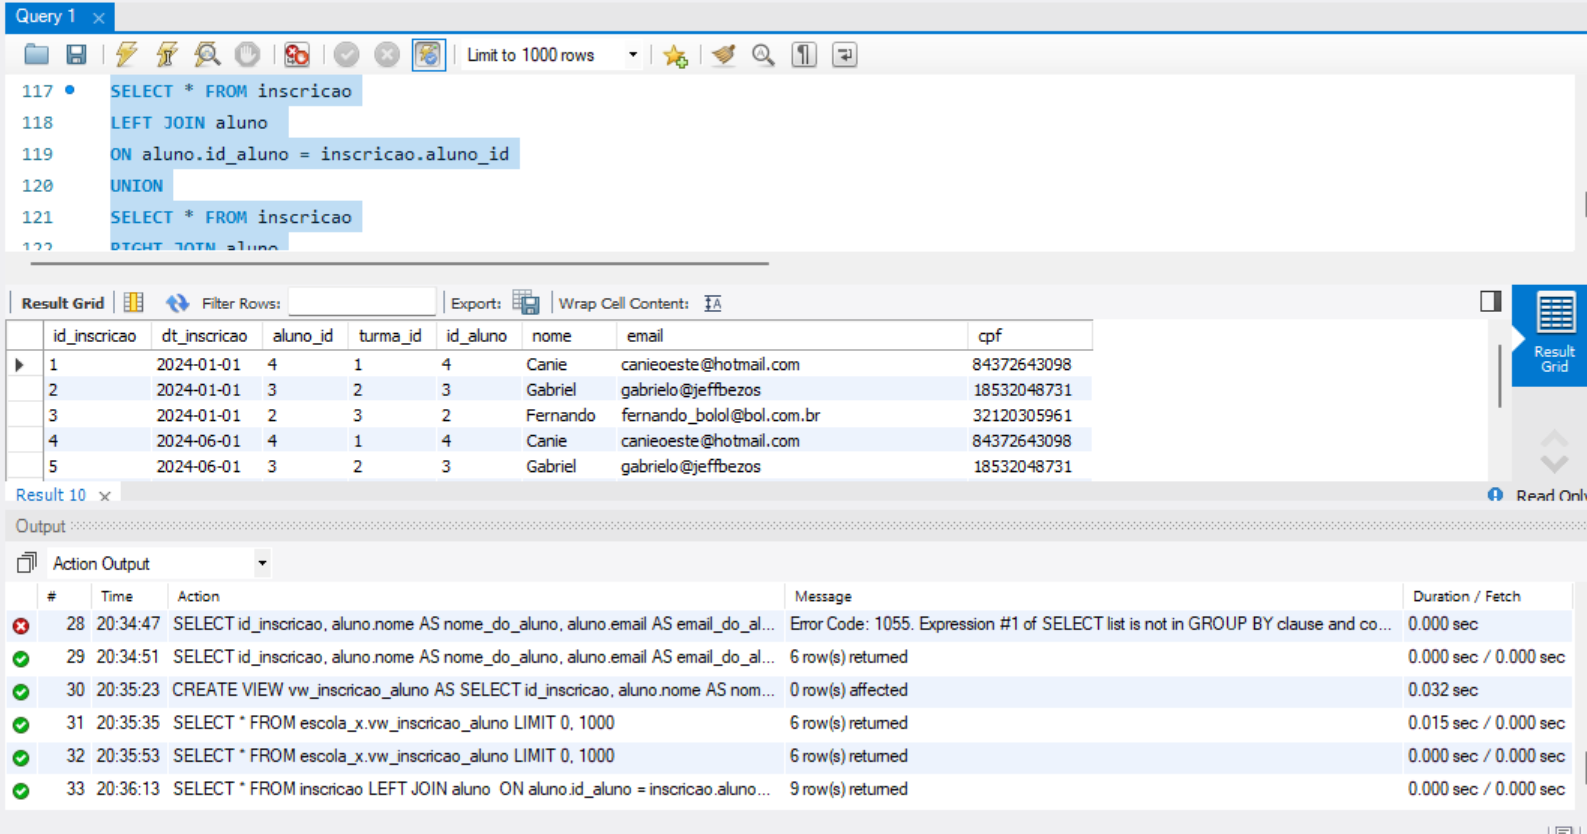 Query 1
Limit to 1000 rows
117 SELECT * FROM inscricao
118 LEFT JOIN aluno
119 ON aluno.id_aluno = inscricao.aluno_id
120 UNION
121 SELECT * FROM inscricao
122 RIGHT JOIN aluno
Result Grid Filter Rows: Export: Wrap Cell Content: IA
id_inscricao dt_inscricao aluno_id turma_id id_aluno nome email cpf
1 2024-01-01 4 1 4 Canie canieoeste@hotmail.com 84372643098
2 2024-01-01 3 2 3 Gabriel gabrielo@jeffbezos 18532048731
3 2024-01-01 2 3 2 Fernando fernando_bolol@bol.com.br 32120305961
4 2024-06-01 4 1 4 Canie canieoeste@hotmail.com 84372643098
5 2024-06-01 3 2 3 Gabriel gabrielo@jeffbezos 18532048731
Result
Grid
Result 10 Read Only
Output
Action Output
# Time Action Message Duration / Fetch
28 20:34:47 SELECT id_inscricao, aluno.nome AS nome_do_aluno, aluno.email AS email_do_al... Error Code: 1055. Expression #1 of SELECT list is not in GROUP BY clause and co... 0.000 sec
29 20:34:51 SELECT id_inscricao, aluno.nome AS nome_do_aluno, aluno.email AS email_do_al... 6 row(s) returned 0.000 sec / 0.000 sec
30 20:35:23 CREATE VIEW vw_inscricao_aluno AS SELECT id_inscricao, aluno.nome AS nom... 0 row(s) affected 0.032 sec
31 20:35:35 SELECT * FROM escola_x.vw_inscricao_aluno LIMIT 0, 1000 6 row(s) returned 0.015 sec / 0.000 sec
32 20:35:53 SELECT * FROM escola_x.vw_inscricao_aluno LIMIT 0, 1000 6 row(s) returned 0.000 sec / 0.000 sec
33 20:36:13 SELECT * FROM inscricao LEFT JOIN aluno ON aluno.id_aluno = inscricao.aluno... 9 row(s) returned 0.000 sec / 0.000 sec